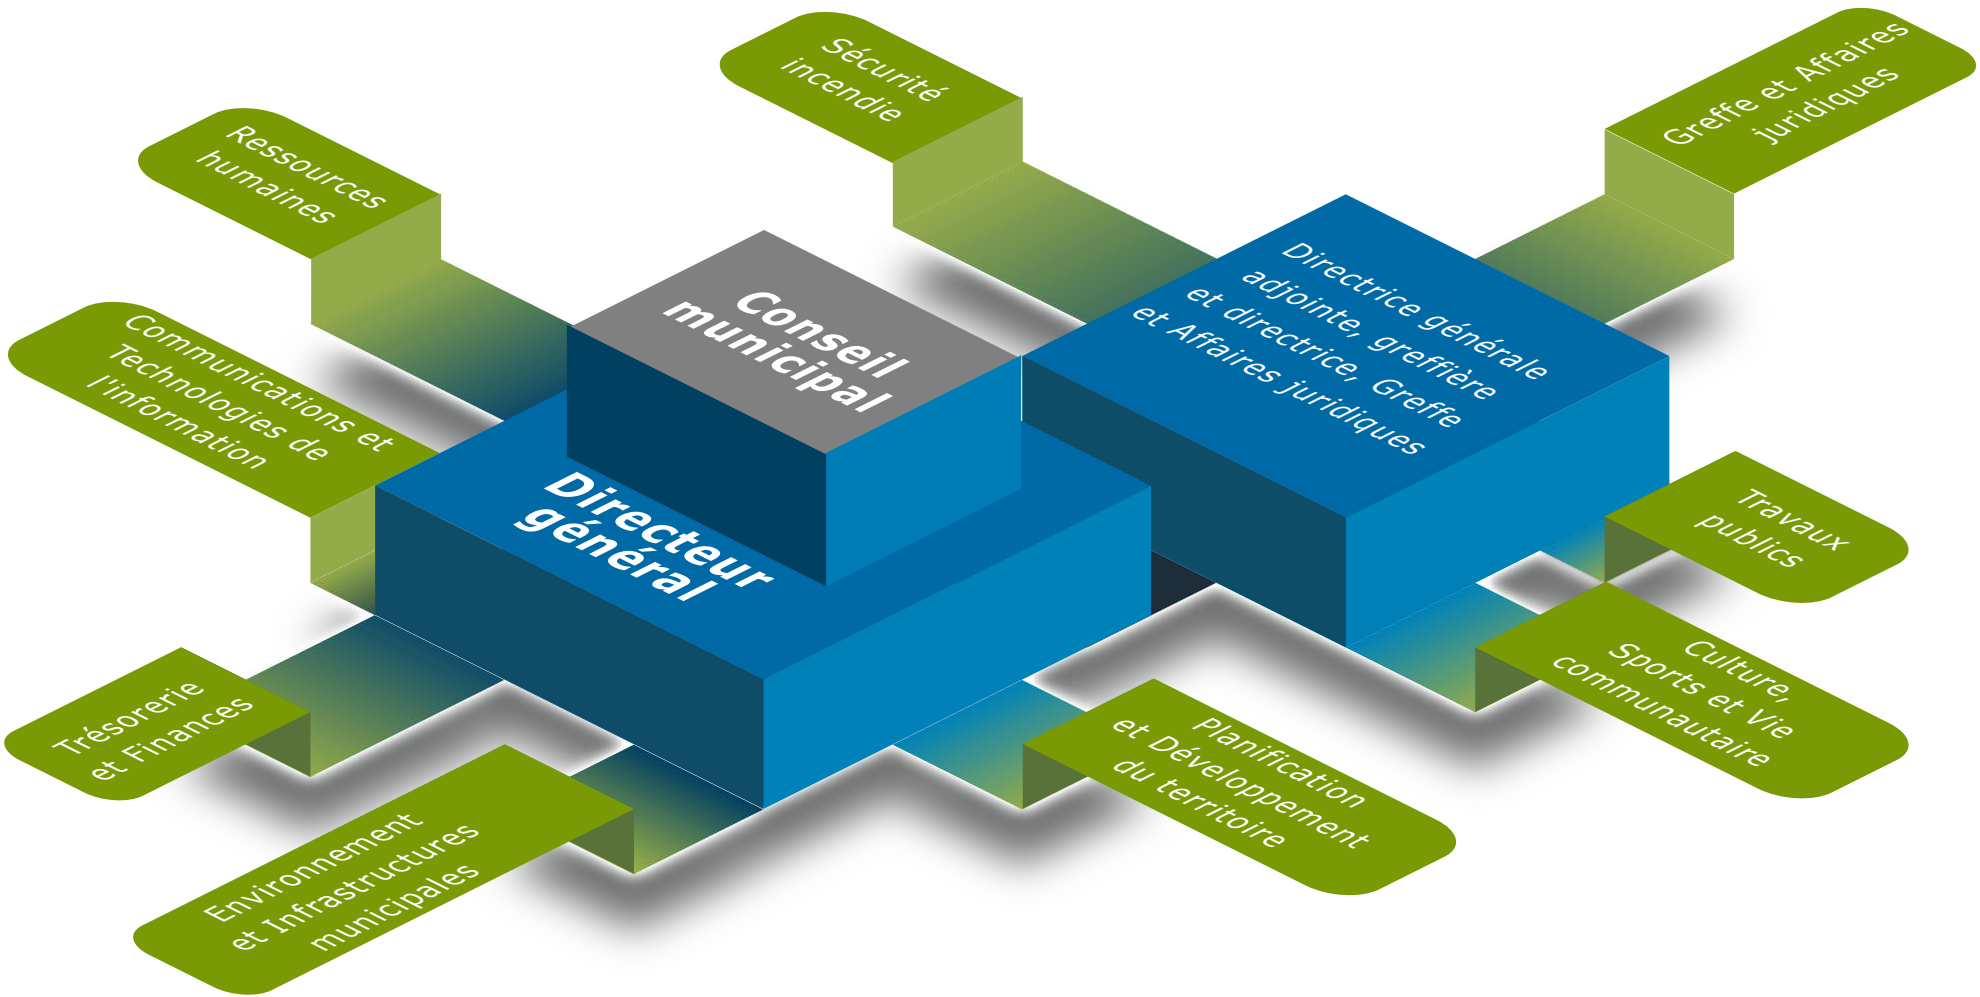 Sécurité
incendie
Greffe et Affaires
juridiques
Ressources
humaines
Conseil
municipal
Directrice générale
adjointe, greffière
et directrice, Greffe
et Affaires juridiques
Communications et
Technologies de
l'information
Directeur
général
Travaux
publics
Trésorerie
et Finances
Culture,
Sports et Vie
communautaire
Planification
et Développement
du territoire
Environnement
et Infrastructures
municipales